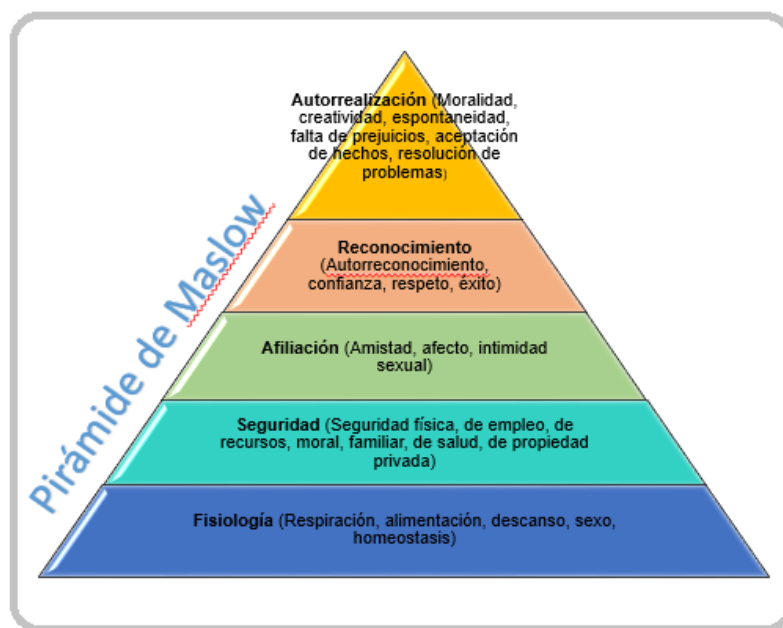 Autorrealización (Moralidad,
creatividad, espontaneidad,
falta de prejuicios, aceptación
de hechos, resolución de
problemas)
Pirámide de Maslow
Reconocimiento
(Autorreconocimiento,
confianza, respeto, éxito)
Afiliación (Amistad, afecto, intimidad
sexual)
Seguridad (Seguridad física, de empleo, de
recursos, moral, familiar, de salud, de propiedad
privada)
Fisiología (Respiración, alimentación, descanso, sexo,
homeostasis)